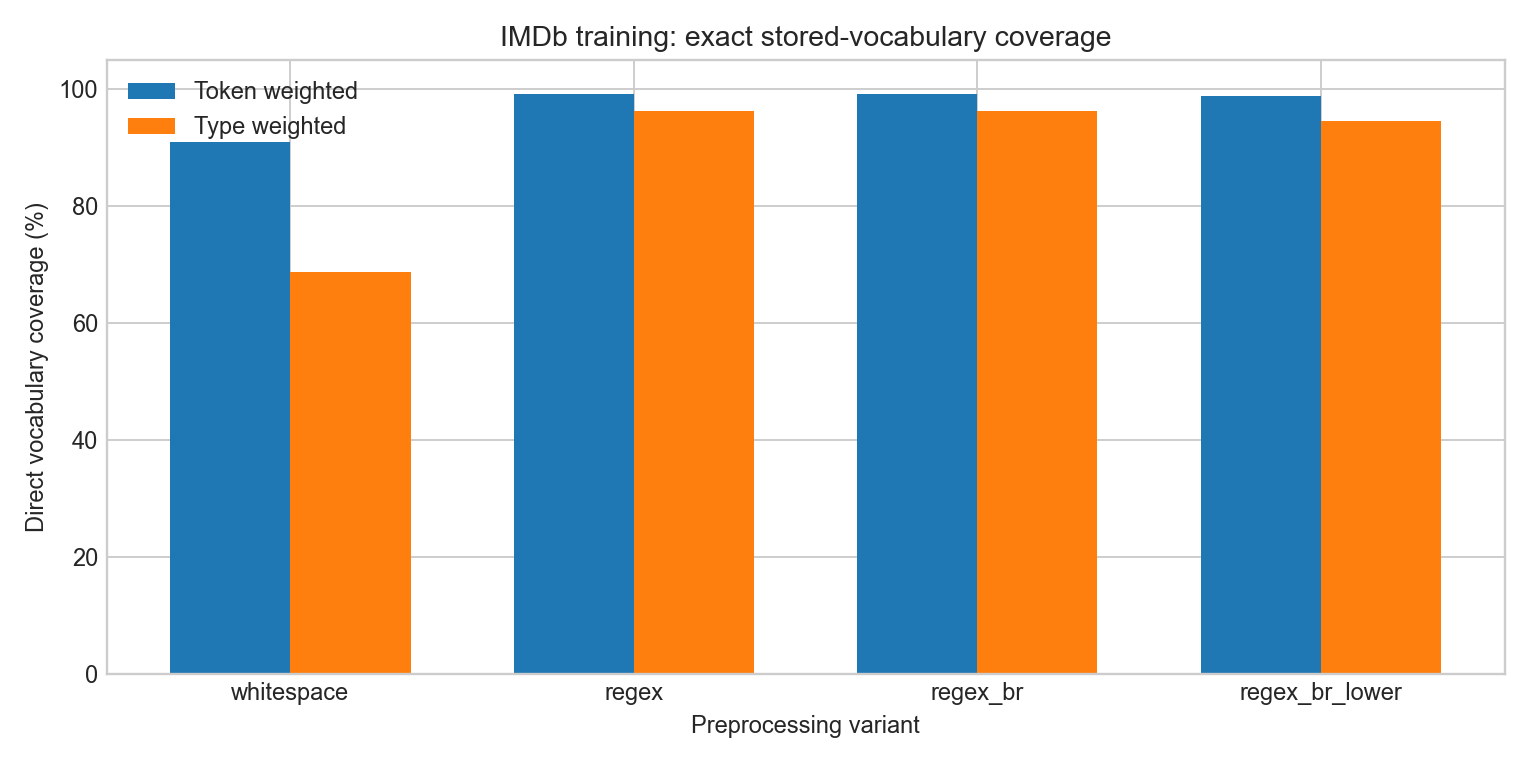 IMDb training: exact stored-vocabulary coverage
Token weighted
Type weighted
Direct vocabulary coverage (%)
100
80
60
40
20
0
whitespace regex regex_br regex_br_lower
Preprocessing variant